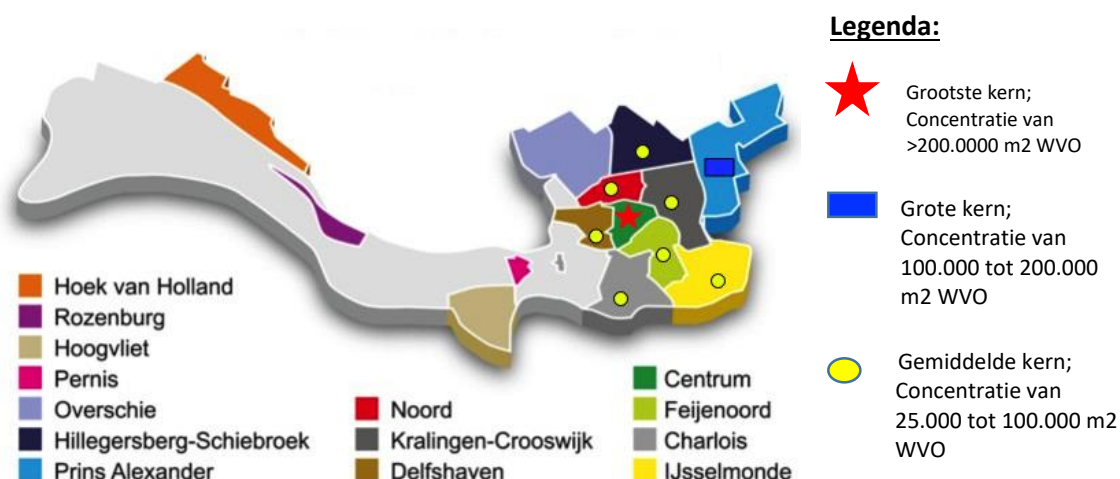 Legenda:
Grootste kern;
Concentratie van
>200.0000 m2 WVO
Grote kern;
Concentratie van
100.000 tot 200.000
m2 WVO
Gemiddelde kern;
Concentratie van
25.000 tot 100.000 m2
WVO
Hoek van Holland
Rozenburg
Hoogvliet
Pernis
Overschie
Hillegersberg-Schiebroek
Prins Alexander
Noord
Kralingen-Crooswijk
Delfshaven
Centrum
Feijenoord
Charlois
IJsselmonde